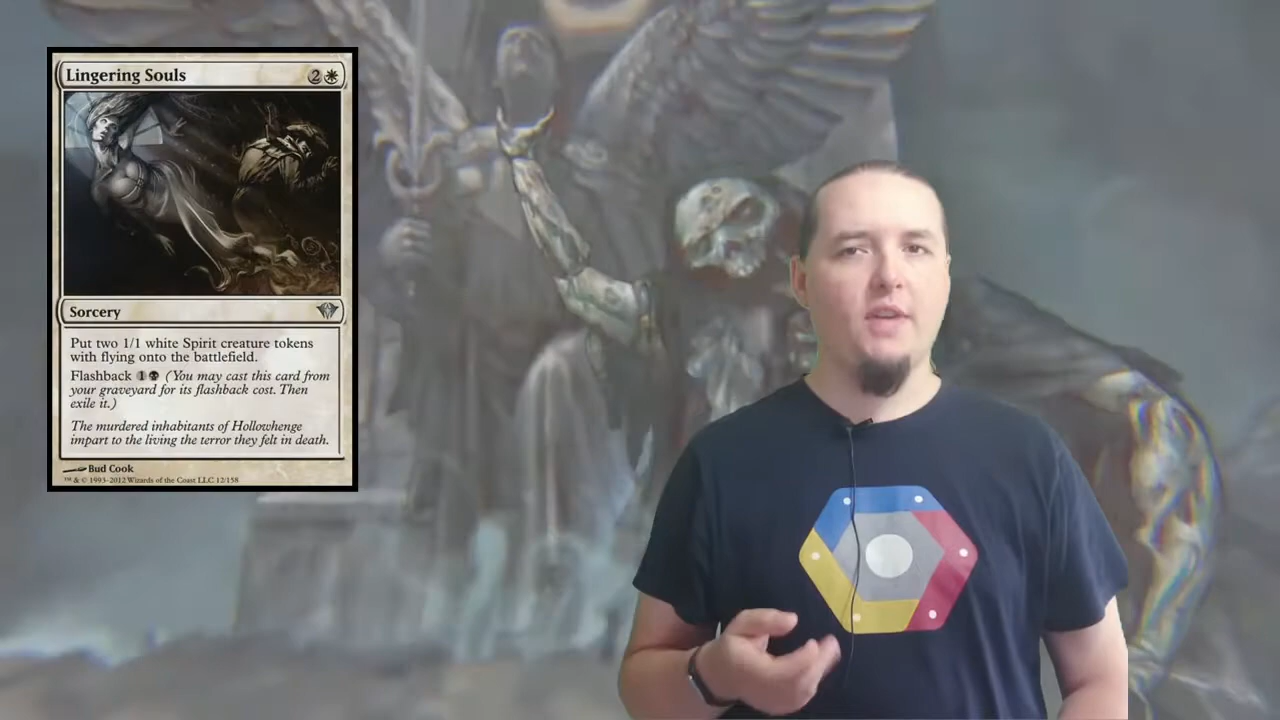 Lingering Souls 2
Sorcery
Put two 1/1 white Spirit creature tokens
with flying onto the battlefield.
Flashback 1 (You may cast this card from
your graveyard for its flashback cost. Then
exile it.)
The murdered inhabitants of Hollowhenge
impart to the living the terror they felt in death.
Bud Cook
™ & © 1993–2012 Wizards of the Coast LLC 12/158